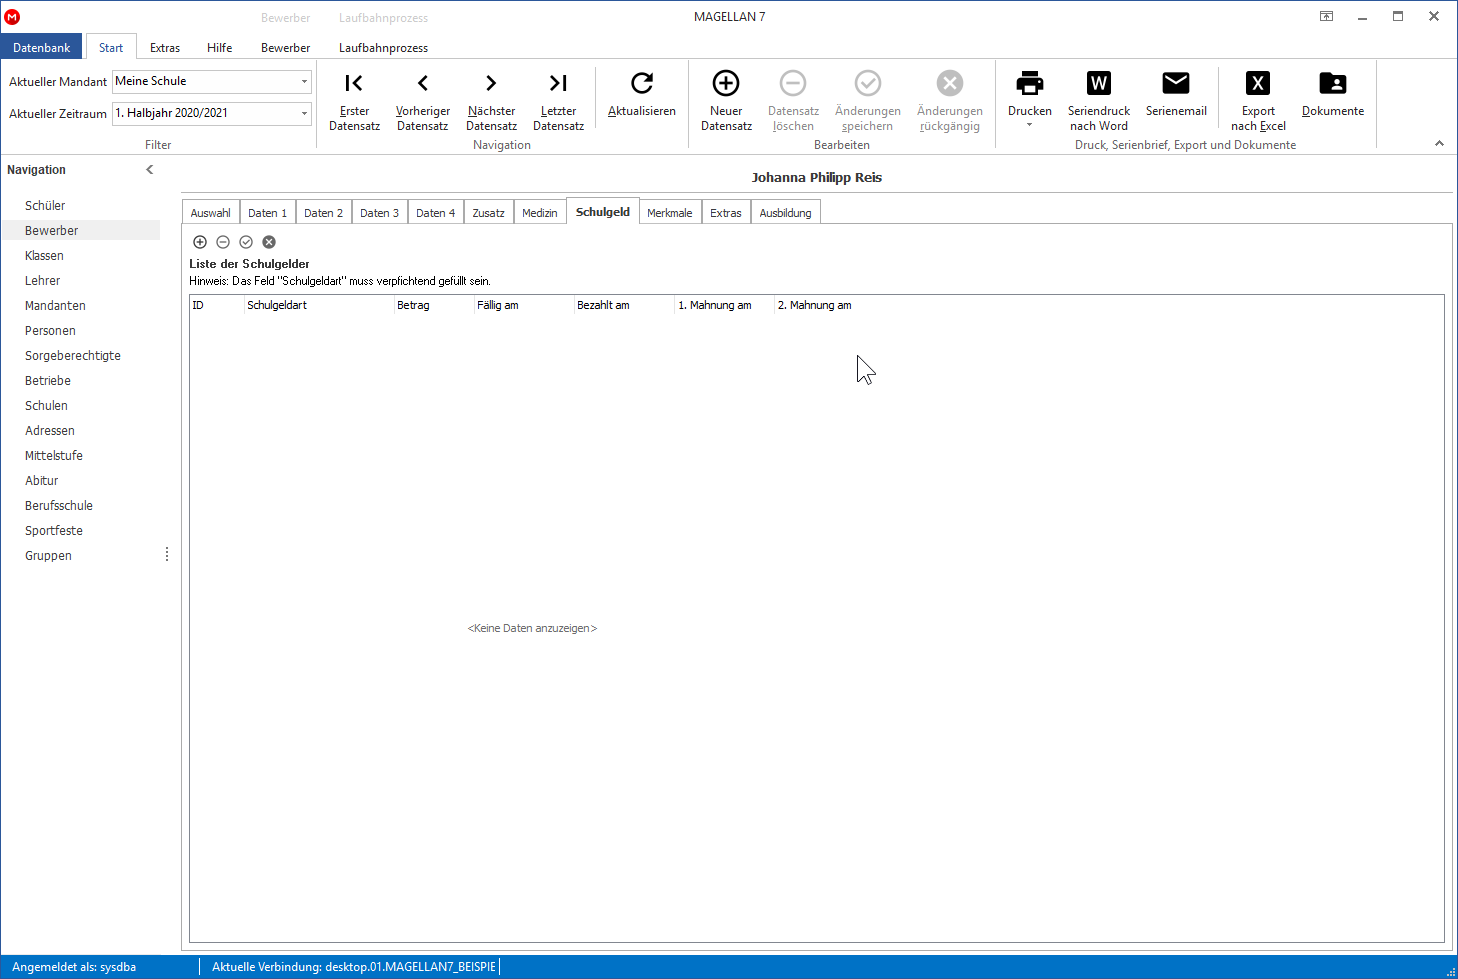 Bewerber Laufbahnprozess MAGELLAN 7
Datenbank Start Extras Hilfe Bewerber Laufbahnprozess
Aktueller Mandant Meine Schule
Aktueller Zeitraum 1. Halbjahr 2020/2021
Filter
Erster Datensatz
Vorheriger Datensatz
Nächster Datensatz
Letzter Datensatz
Aktualisieren
Navigation
Neuer Datensatz
Datensatz löschen
Änderungen speichern
Änderungen rückgängig
Bearbeiten
Drucken
Seriendruck nach Word
Serienemail
Export nach Excel
Dokumente
Druck, Serienbrief, Export und Dokumente
Navigation
Schüler
Bewerber
Klassen
Lehrer
Mandanten
Personen
Sorgeberechtigte
Betriebe
Schulen
Adressen
Mittelstufe
Abitur
Berufsschule
Sportfeste
Gruppen
Johanna Philipp Reis
Auswahl Daten 1 Daten 2 Daten 3 Daten 4 Zusatz Medizin Schulgeld Merkmale Extras Ausbildung
Liste der Schulgelder
Hinweis: Das Feld "Schulgeldart" muss verpfichtend gefüllt sein.
ID Schulgeldart Betrag Fällig am Bezahlt am 1. Mahnung am 2. Mahnung am
<Keine Daten anzuzeigen>
Angemeldet als: sysdba Aktuelle Verbindung: desktop.01.MAGELLAN7_BEISPIE